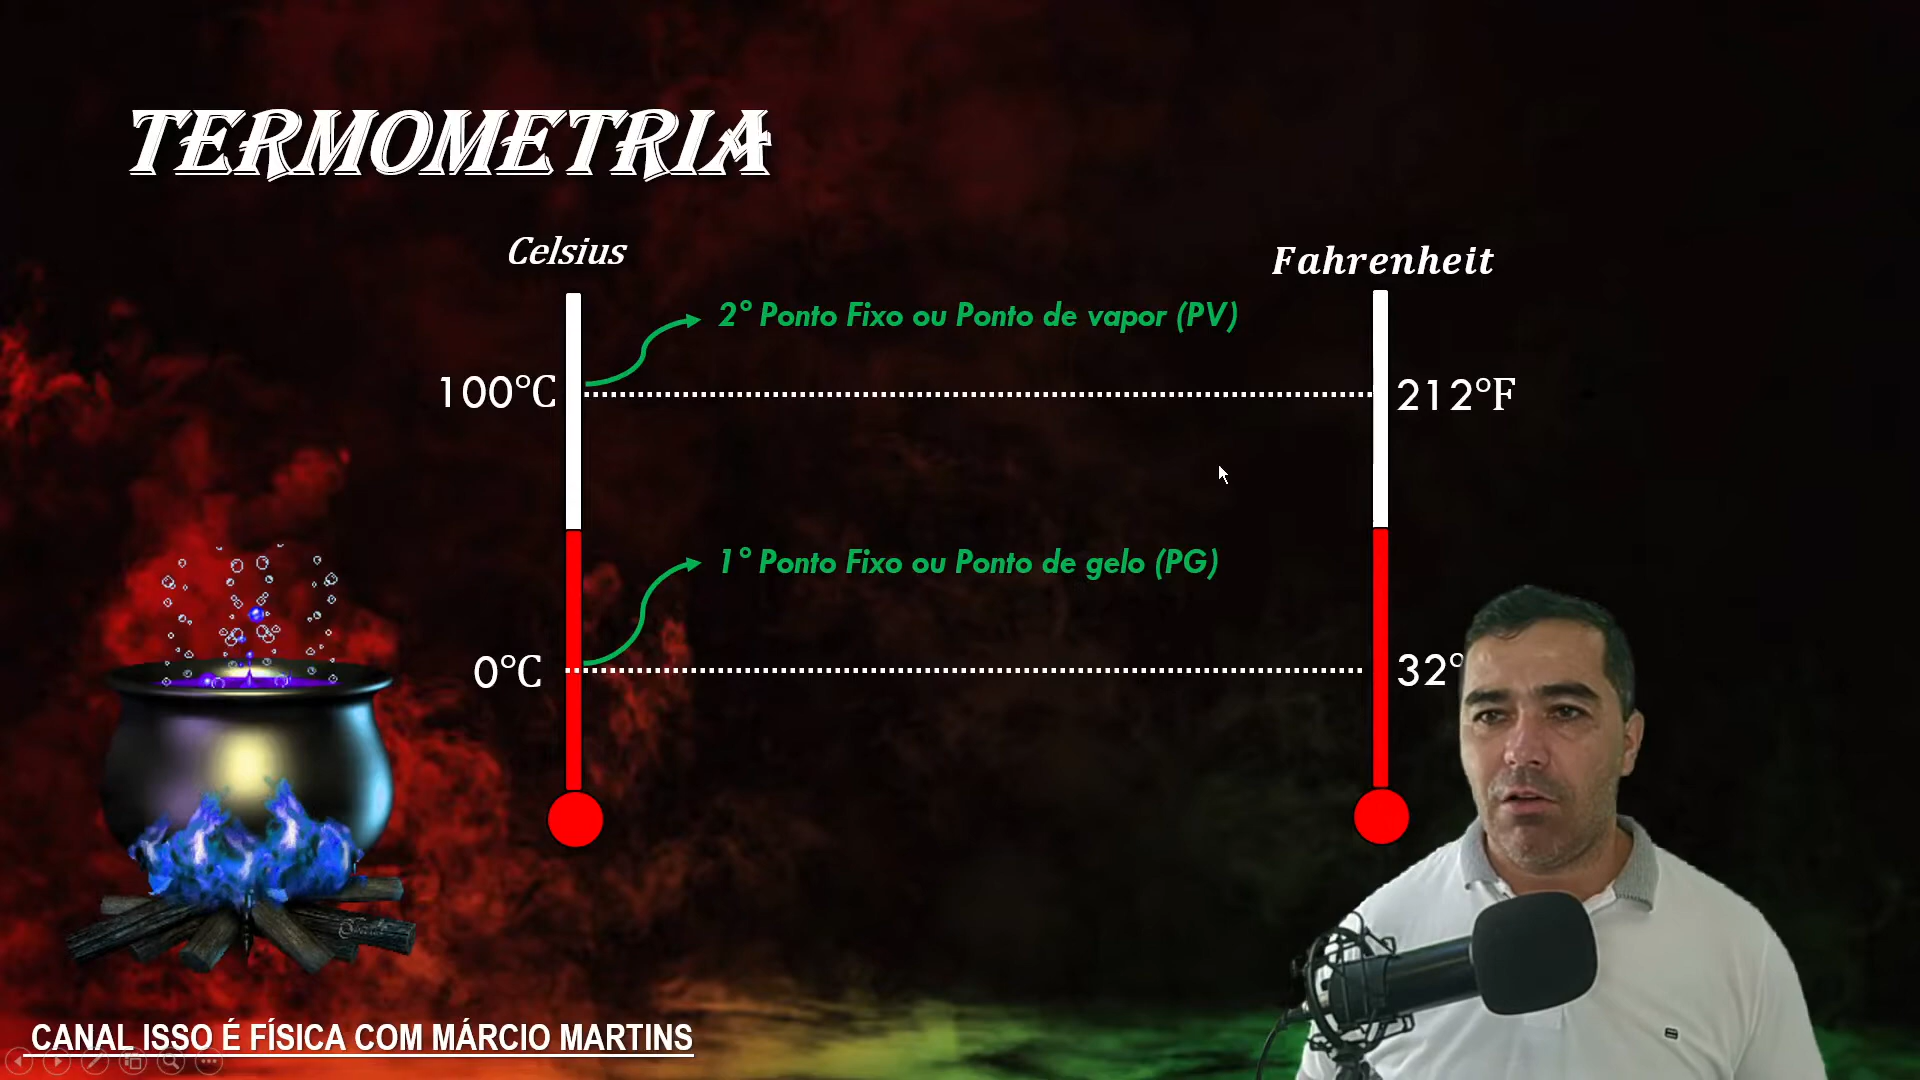 TERMOMETRIA
Celsius
Fahrenheit
2° Ponto Fixo ou Ponto de vapor (PV)
100°C
212°F
1° Ponto Fixo ou Ponto de gelo (PG)
0°C
32°
CANAL ISSO É FÍSICA COM MÁRCIO MARTINS